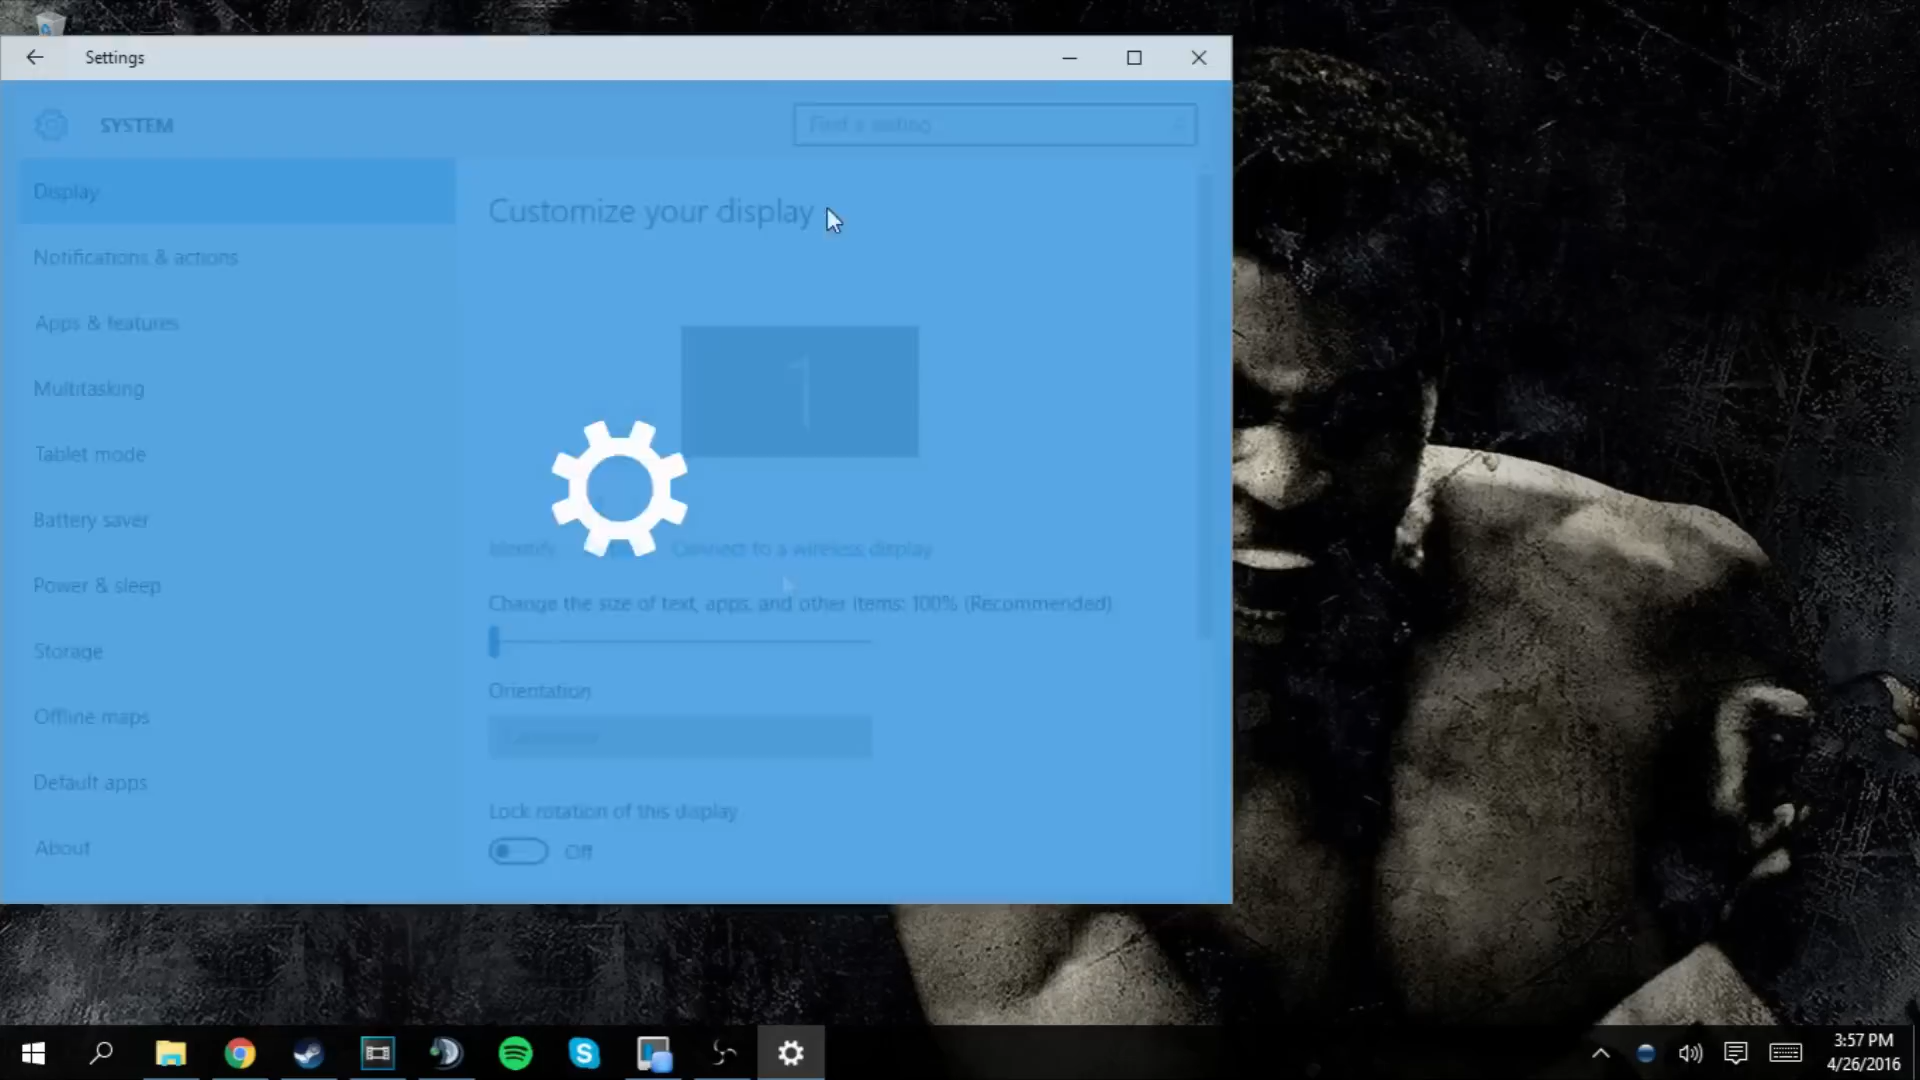 Settings
SYSTEM
Find a setting
Display
Customize your display
Notifications & actions
Apps & features
1
Multitasking
Tablet mode
Battery saver
Identify
Connect to a wireless display
Power & sleep
Change the size of text, apps, and other items: 100% (Recommended)
Storage
Orientation
Offline maps
Default apps
Lock rotation of this display
About
Off
3:57 PM
4/26/2016